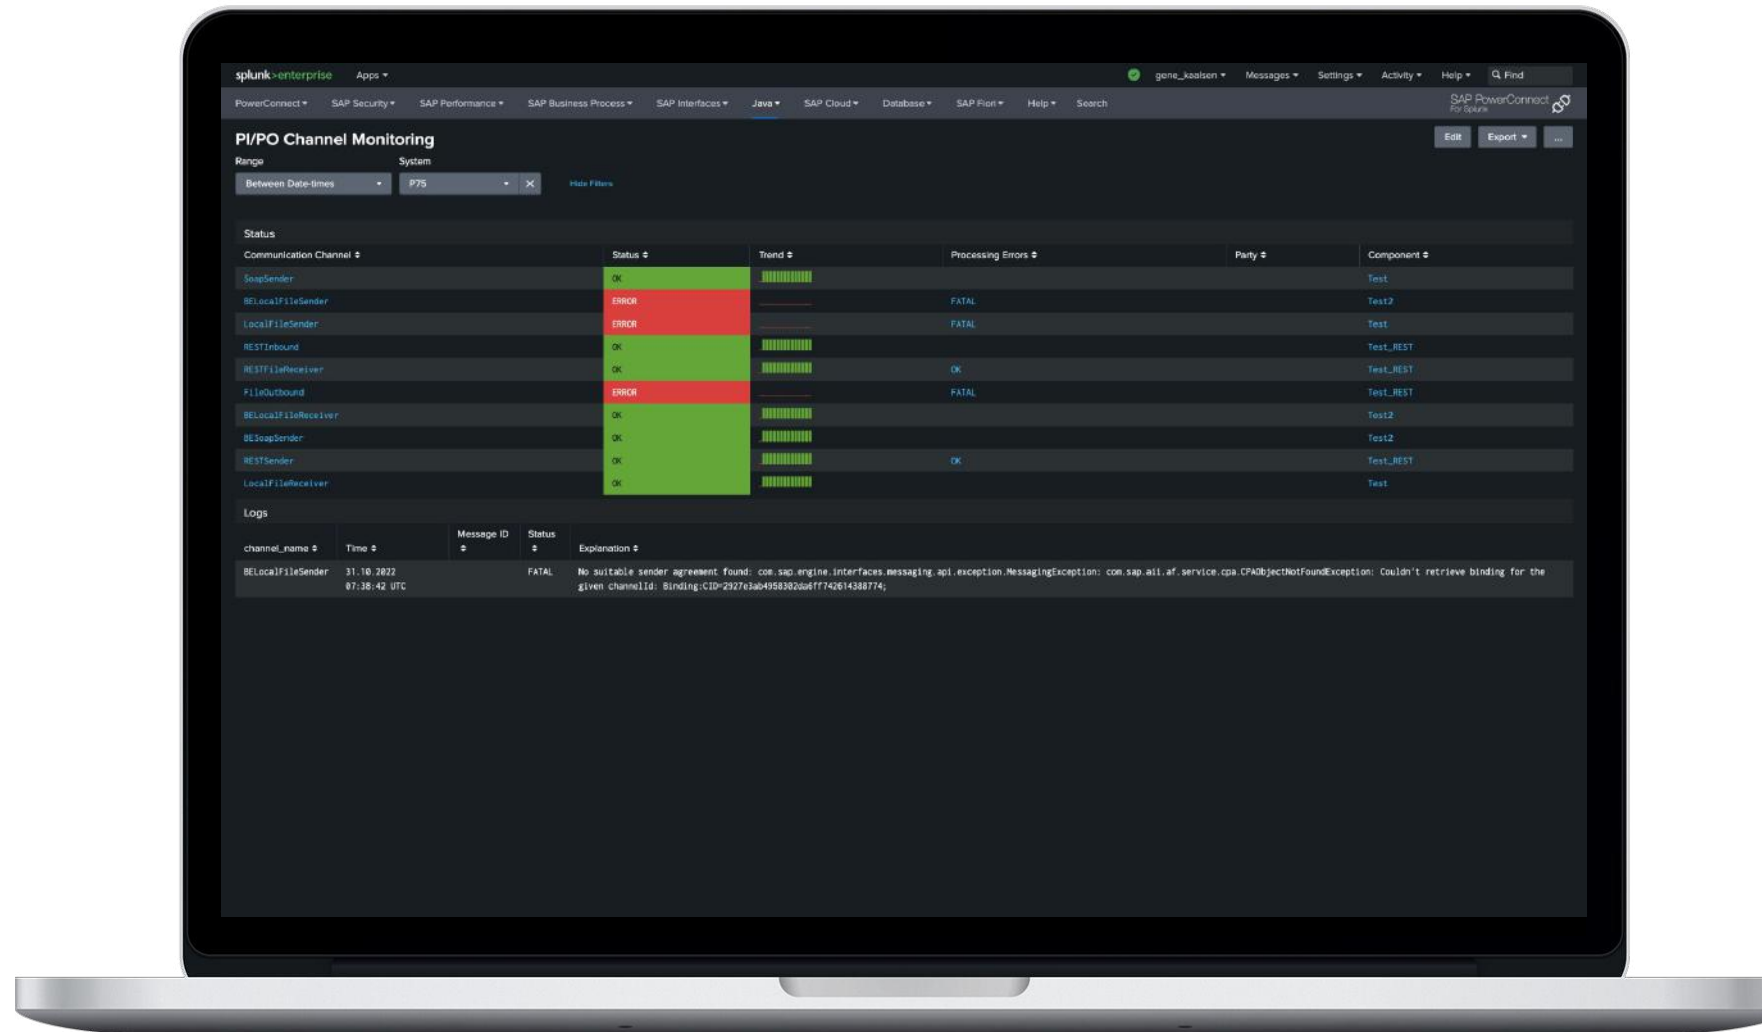 splunk>enterprise Apps gene_kaalsen Messages Settings Activity Help Find
PowerConnect SAP Security SAP Performance SAP Business Process SAP Interfaces Java SAP Cloud Database SAP Fiori Help Search SAP PowerConnect
For Splunk
PI/PO Channel Monitoring Edit Export ...
Range System
Between Date-times P75 Hide Filters
Status
Communication Channel Status Trend Processing Errors Party Component
SoapSender OK Test
BELocalFileSender ERROR FATAL Test2
LocalFileSender ERROR FATAL Test
RESTInbound OK Test_REST
RESTFileReceiver OK OK Test_REST
FileOutbound ERROR FATAL Test_REST
BELocalFileReceiver OK Test2
BESoapSender OK Test2
RESTSender OK OK Test_REST
LocalFileReceiver OK Test
Logs
channel_name Time Message ID Status Explanation
BELocalFileSender 31.10.2022 FATAL No suitable sender agreement found: com.sap.engine.interfaces.messaging.api.exception.MessagingException: com.sap.aii.af.service.cpa.CPAObjectNotFoundException: Couldn't retrieve binding for the
07:38:42 UTC given channelId: Binding:CID=2927e3ab4958302da6ff742614388774;